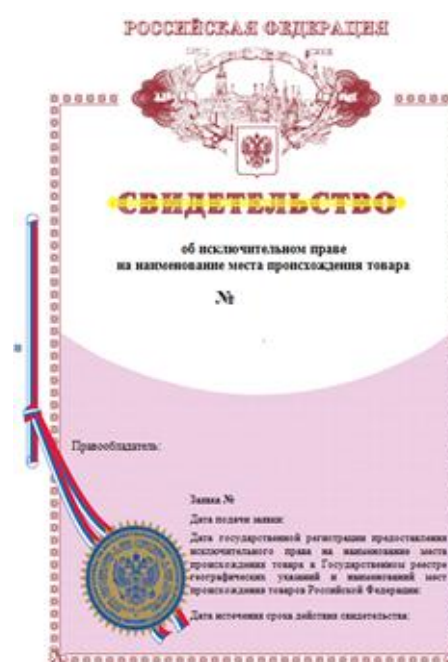 РОССИЙСКАЯ ФЕДЕРАЦИЯ
СВИДЕТЕЛЬСТВО
об исключительном праве
на наименование места происхождения товара
№
Правообладатель:
Заявка №
Дата подачи заявки:
Дата государственной регистрации предоставления
исключительного права на наименование места
происхождения товара в Государственном реестре
географических указаний и наименований мест
происхождения товаров Российской Федерации:
Дата истечения срока действия свидетельства: